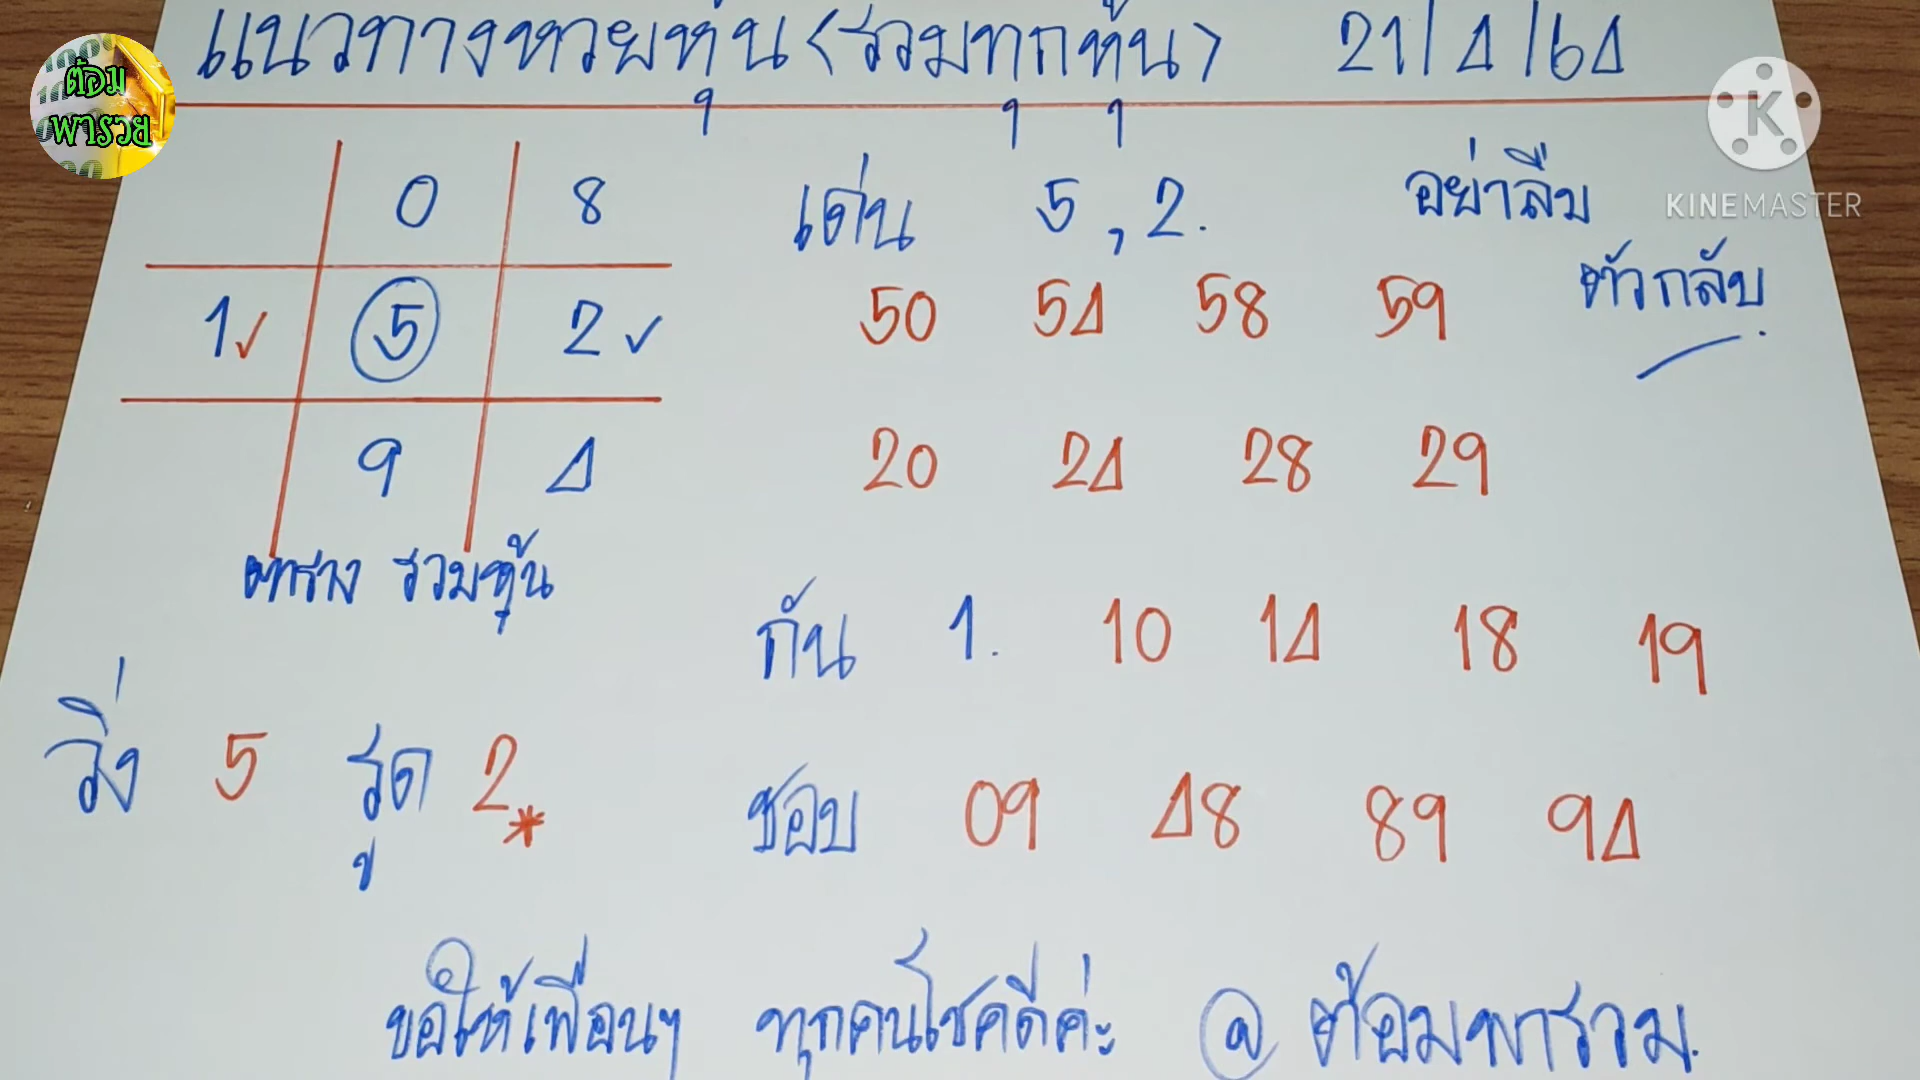 แนวทางหวยหุ้น (รวมทุกหุ้น) 21/4/64
ต้อม
พารวย
K
KINEMASTER
0 8
1 5 2
9 4
ตาราง รวมหุ้น
วิ่ง 5 รูด 2*
เด่น 5, 2.
อย่าลืม
ตัวกลับ
50 54 58 59
20 24 28 29
กัน 1. 10 14 18 19
ชอบ 09 48 89 94
ขอให้เพื่อนๆ ทุกคนโชคดีค่ะ @ ต้อมพารวย